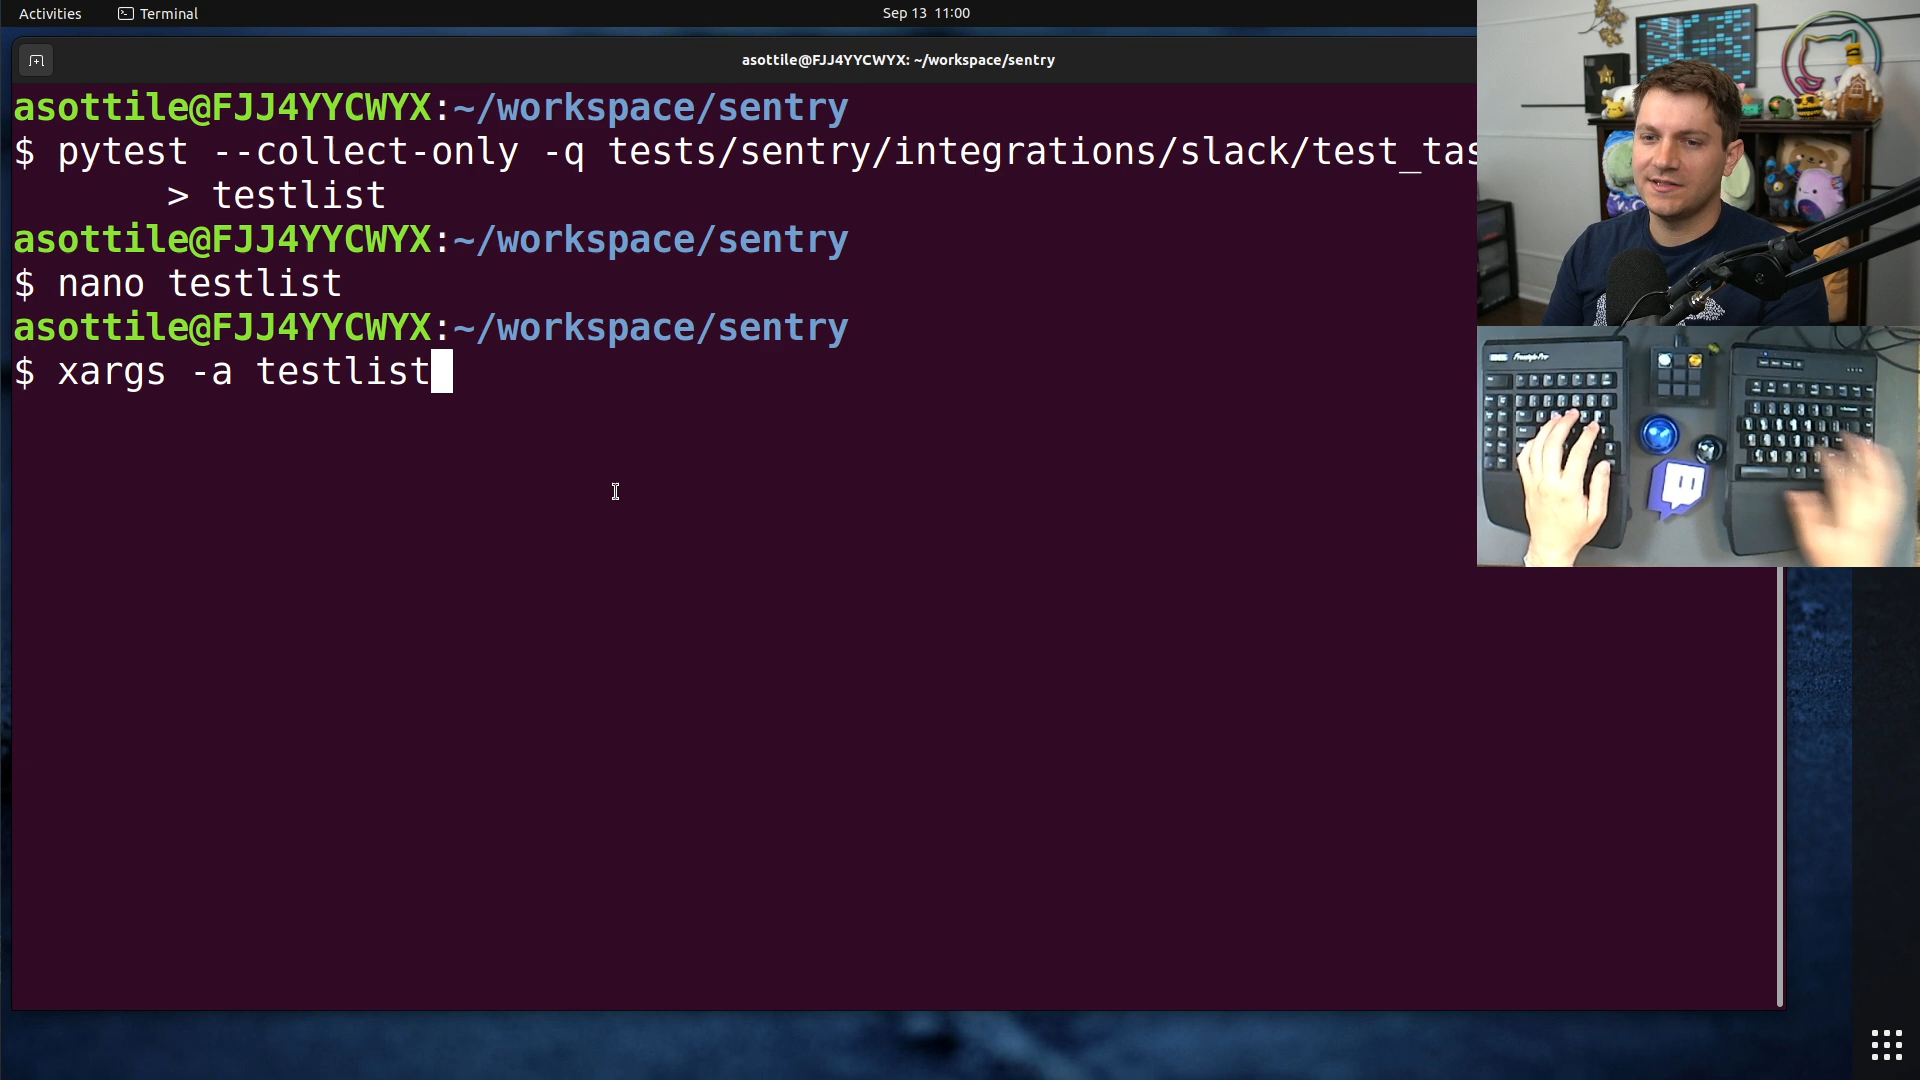 Activities
Terminal
Sep 13 11:00
asottile@FJJ4YYCWYX: ~/workspace/sentry
asottile@FJJ4YYCWYX:~/workspace/sentry
$ pytest --collect-only -q tests/sentry/integrations/slack/test_tas
> testlist
asottile@FJJ4YYCWYX:~/workspace/sentry
$ nano testlist
asottile@FJJ4YYCWYX:~/workspace/sentry
$ xargs -a testlist